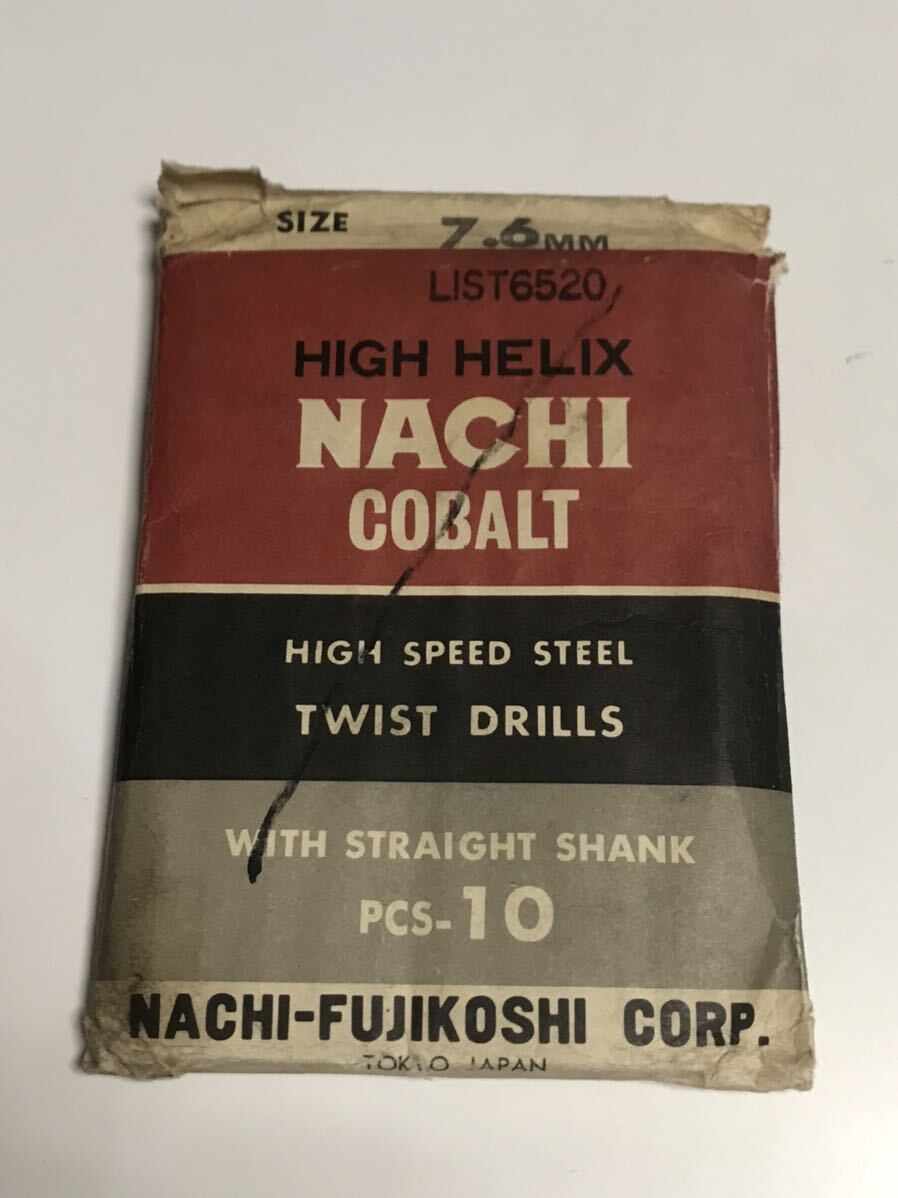 SIZE 7.6MM
LIST6520
HIGH HELIX
NACHI
COBALT
HIGH SPEED STEEL
TWIST DRILLS
WITH STRAIGHT SHANK
PCS-10
NACHI-FUJIKOSHI CORP.
TOKYO JAPAN